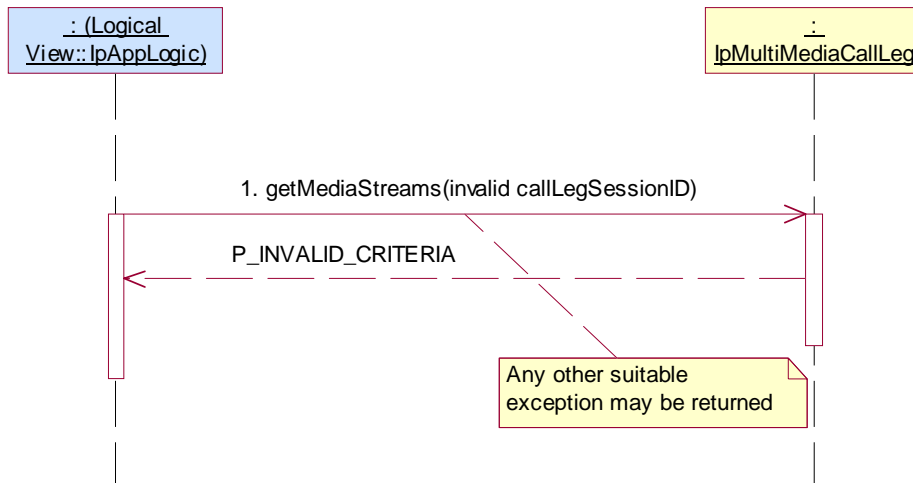 : (Logical
View::IpAppLogic)
:
IpMultiMediaCallLeg
1. getMediaStreams(invalid callLegSessionID)
P_INVALID_CRITERIA
Any other suitable
exception may be returned